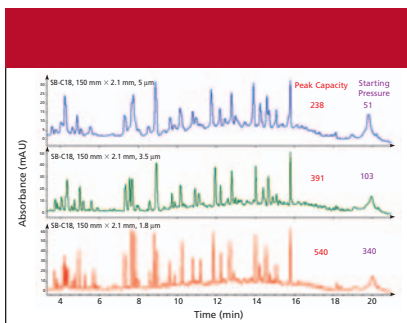 Peak Capacity
Starting
Pressure
SB-C18, 150 mm × 2.1 mm, 5 µm
238
51
SB-C18, 150 mm × 2.1 mm, 3.5 µm
391
103
SB-C18, 150 mm × 2.1 mm, 1.8 µm
540
340
Absorbance (mAU)
4 6 8 10 12 14 16 18 20
Time (min)